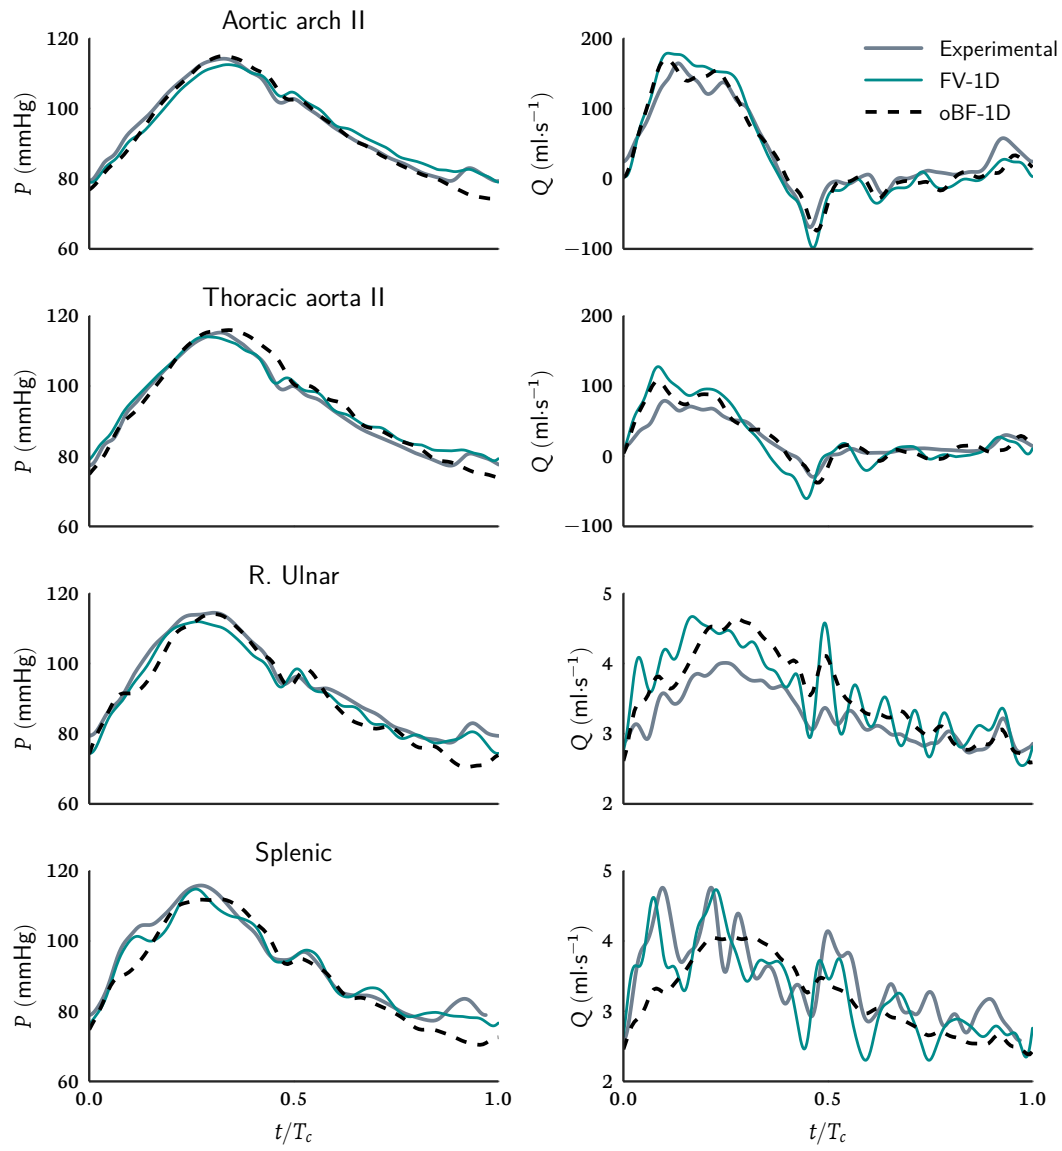 Aortic arch II
120
100
80
60
P (mmHg)
200
100
0
−100
Q (ml·s⁻¹)
Experimental
FV-1D
oBF-1D
Thoracic aorta II
120
100
80
60
P (mmHg)
200
100
0
−100
Q (ml·s⁻¹)
R. Ulnar
120
100
80
60
P (mmHg)
5
4
3
2
Q (ml·s⁻¹)
Splenic
120
100
80
60
P (mmHg)
0.0 0.5 1.0
t/T_c
5
4
3
2
Q (ml·s⁻¹)
0.0 0.5 1.0
t/T_c